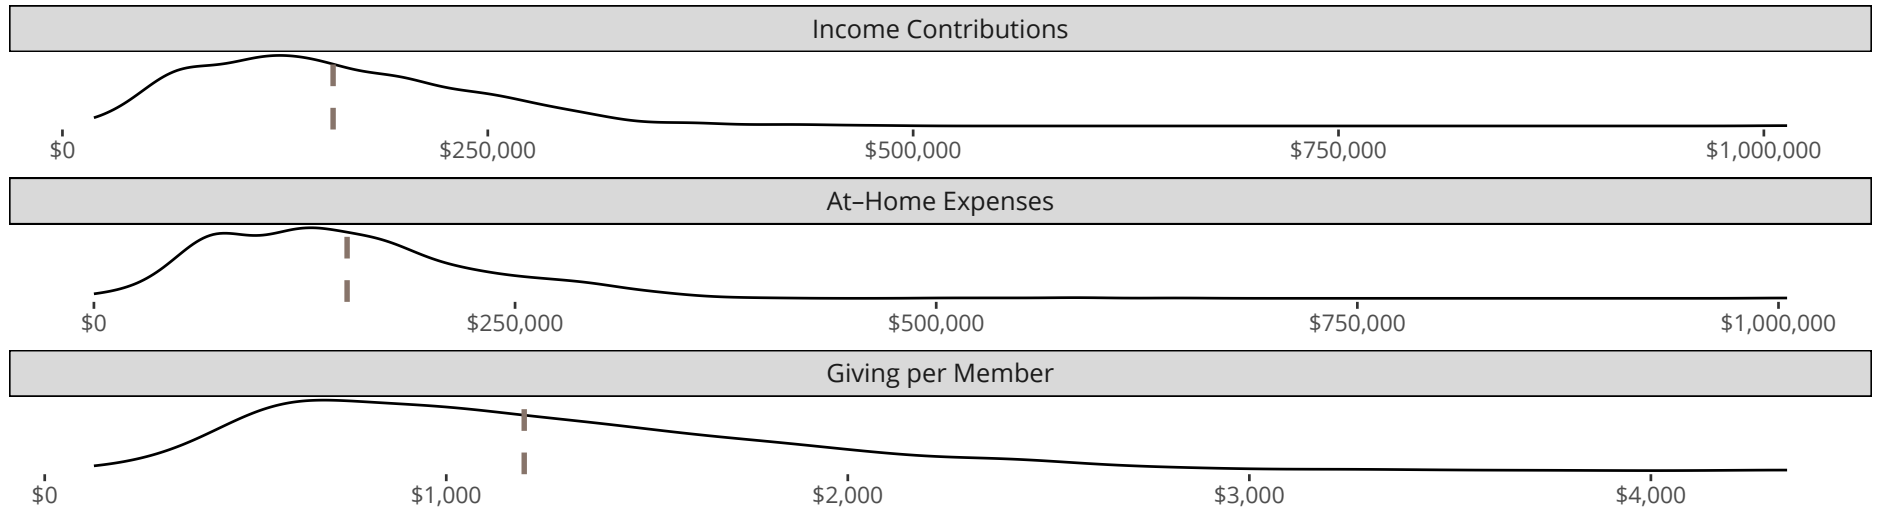 Income Contributions
$0 $250,000 $500,000 $750,000 $1,000,000
At–Home Expenses
$0 $250,000 $500,000 $750,000 $1,000,000
Giving per Member
$0 $1,000 $2,000 $3,000 $4,000